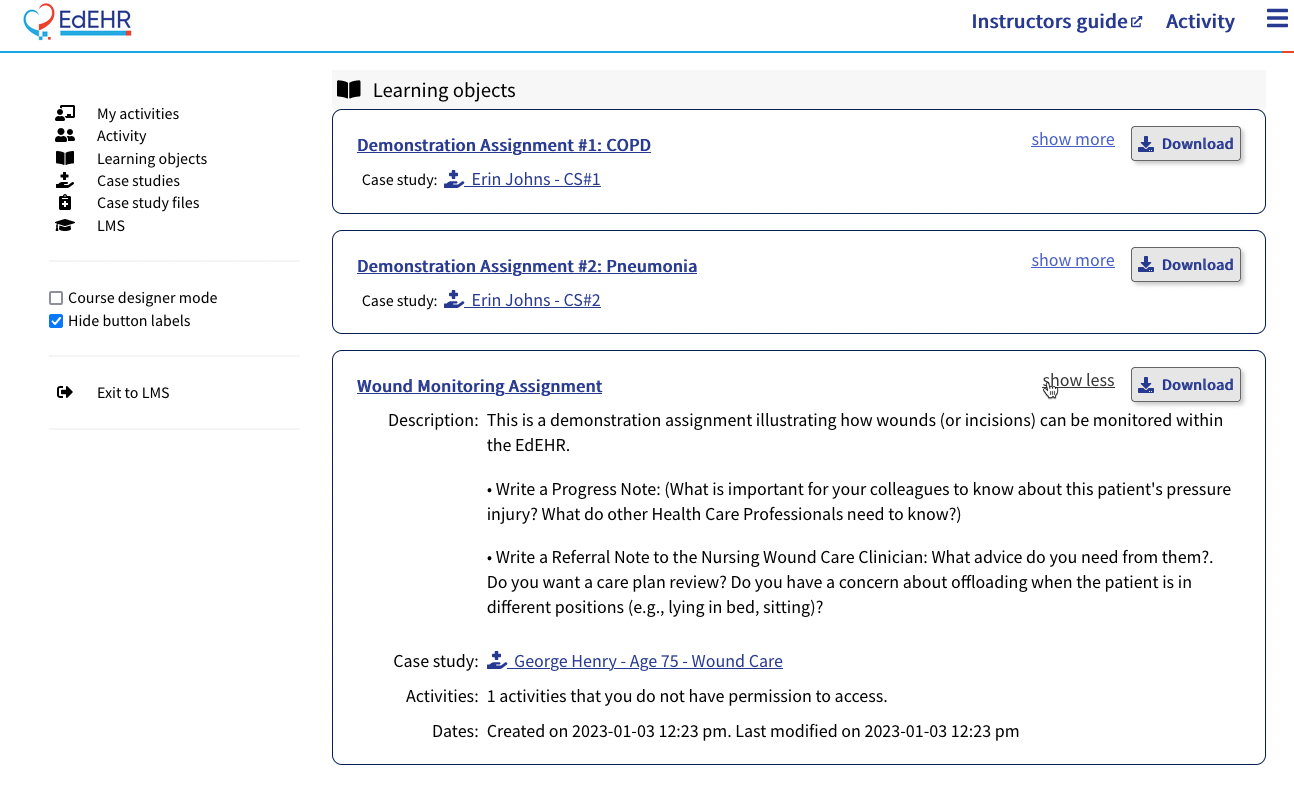 EdEHR
Instructors guide
Activity
My activities
Activity
Learning objects
Case studies
Case study files
LMS
Course designer mode
Hide button labels
Exit to LMS
Learning objects
Demonstration Assignment #1: COPD
show more
Download
Case study: Erin Johns - CS#1
Demonstration Assignment #2: Pneumonia
show more
Download
Case study: Erin Johns - CS#2
Wound Monitoring Assignment
show less
Download
Description: This is a demonstration assignment illustrating how wounds (or incisions) can be monitored within
the EdEHR.
• Write a Progress Note: (What is important for your colleagues to know about this patient's pressure
injury? What do other Health Care Professionals need to know?)
• Write a Referral Note to the Nursing Wound Care Clinician: What advice do you need from them?.
Do you want a care plan review? Do you have a concern about offloading when the patient is in
different positions (e.g., lying in bed, sitting)?
Case study: George Henry - Age 75 - Wound Care
Activities: 1 activities that you do not have permission to access.
Dates: Created on 2023-01-03 12:23 pm. Last modified on 2023-01-03 12:23 pm